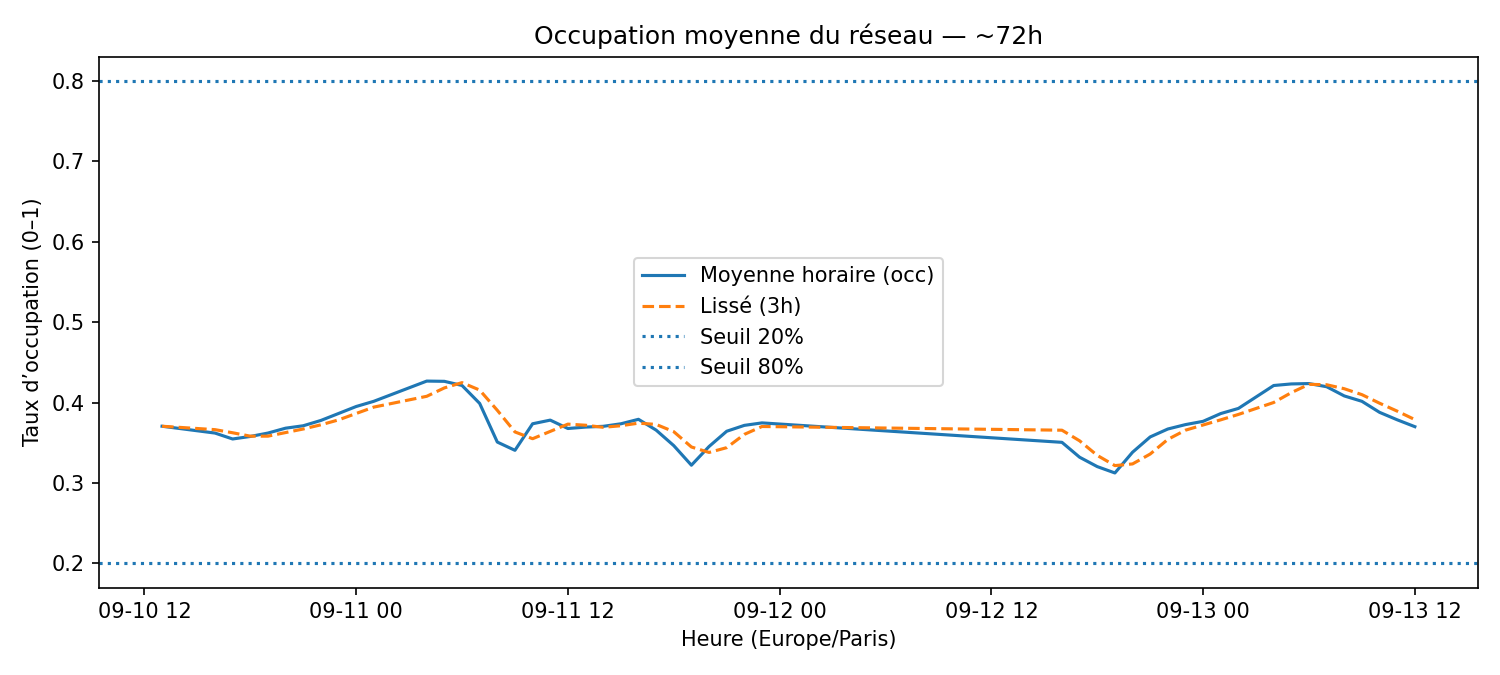 Occupation moyenne du réseau — ~72h
Taux d’occupation (0–1)
0.8
0.7
0.6
0.5
0.4
0.3
0.2
Moyenne horaire (occ)
Lissé (3h)
Seuil 20%
Seuil 80%
09-10 12
09-11 00
09-11 12
09-12 00
09-12 12
09-13 00
09-13 12
Heure (Europe/Paris)